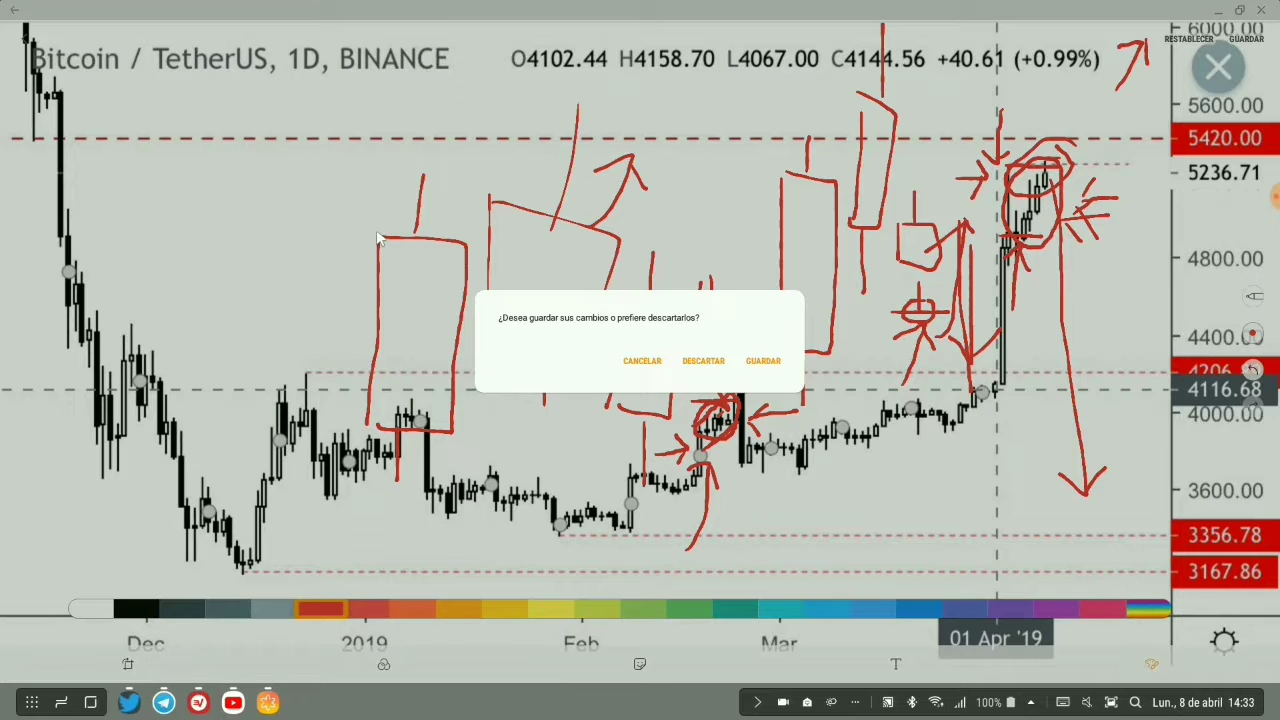 6000.00
RESTABLECER GUARDAR
Bitcoin / TetherUS, 1D, BINANCE O4102.44 H4158.70 L4067.00 C4144.56 +40.61 (+0.99%)
5600.00
5420.00
5236.71
4800.00
4400.00
4206
4116.68
4000.00
3600.00
3356.78
3167.86
¿Desea guardar sus cambios o prefiere descartarlos?
CANCELAR DESCARTAR GUARDAR
Dec 2019 Feb Mar 01 Apr '19
T
100% Lun., 8 de abril 14:33